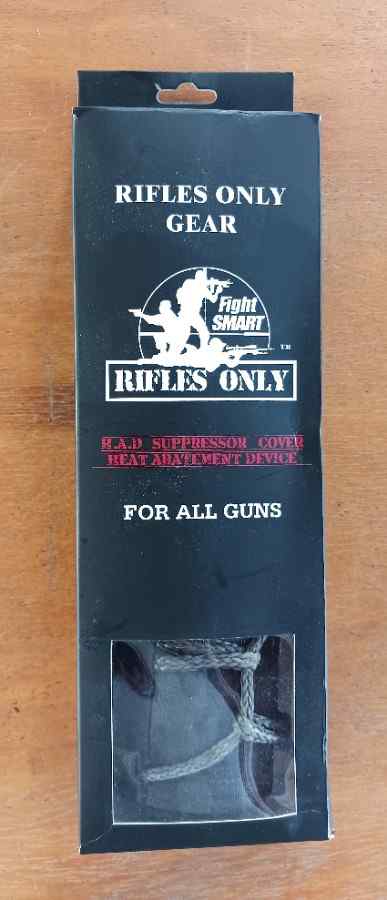 RIFLES ONLY
GEAR
Fight
SMART
TM
RIFLES ONLY
H.A.D SUPPRESSOR COVER
HEAT ABATEMENT DEVICE
FOR ALL GUNS